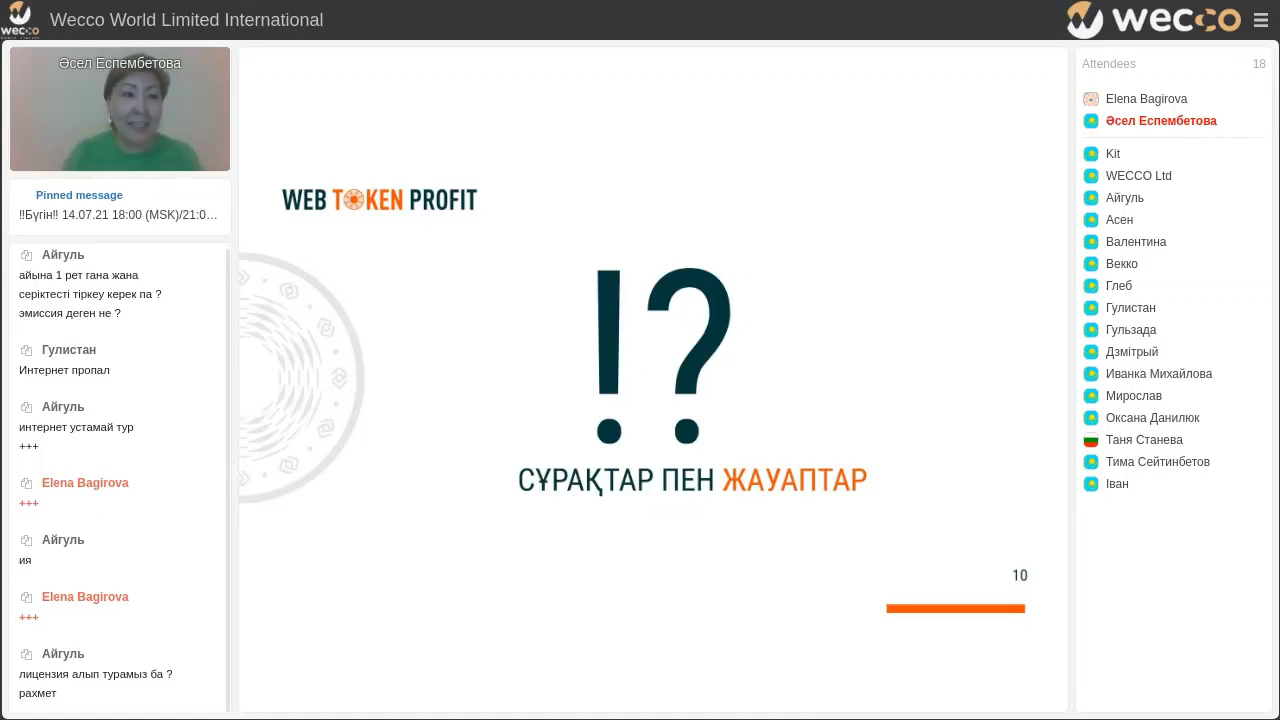 wecco
Wecco World Limited International
wecco
Әсел Еспембетова
Pinned message
‼Бүгін‼ 14.07.21 18:00 (MSK)/21:0…
Айгуль
айына 1 рет гана жана
серіктесті тіркеу керек па ?
эмиссия деген не ?
Гулистан
Интернет пропал
Айгуль
интернет устамай тур
+++
Elena Bagirova
+++
Айгуль
ия
Elena Bagirova
+++
Айгуль
лицензия алып турамыз ба ?
рахмет
WEB TOKEN PROFIT
!?
СҰРАҚТАР ПЕН ЖАУАПТАР
10
Attendees 18
Elena Bagirova
Әсел Еспембетова
Kit
WECCO Ltd
Айгуль
Асен
Валентина
Векко
Глеб
Гулистан
Гульзада
Дзмітрый
Иванка Михайлова
Мирослав
Оксана Данилюк
Таня Станева
Тима Сейтинбетов
Іван